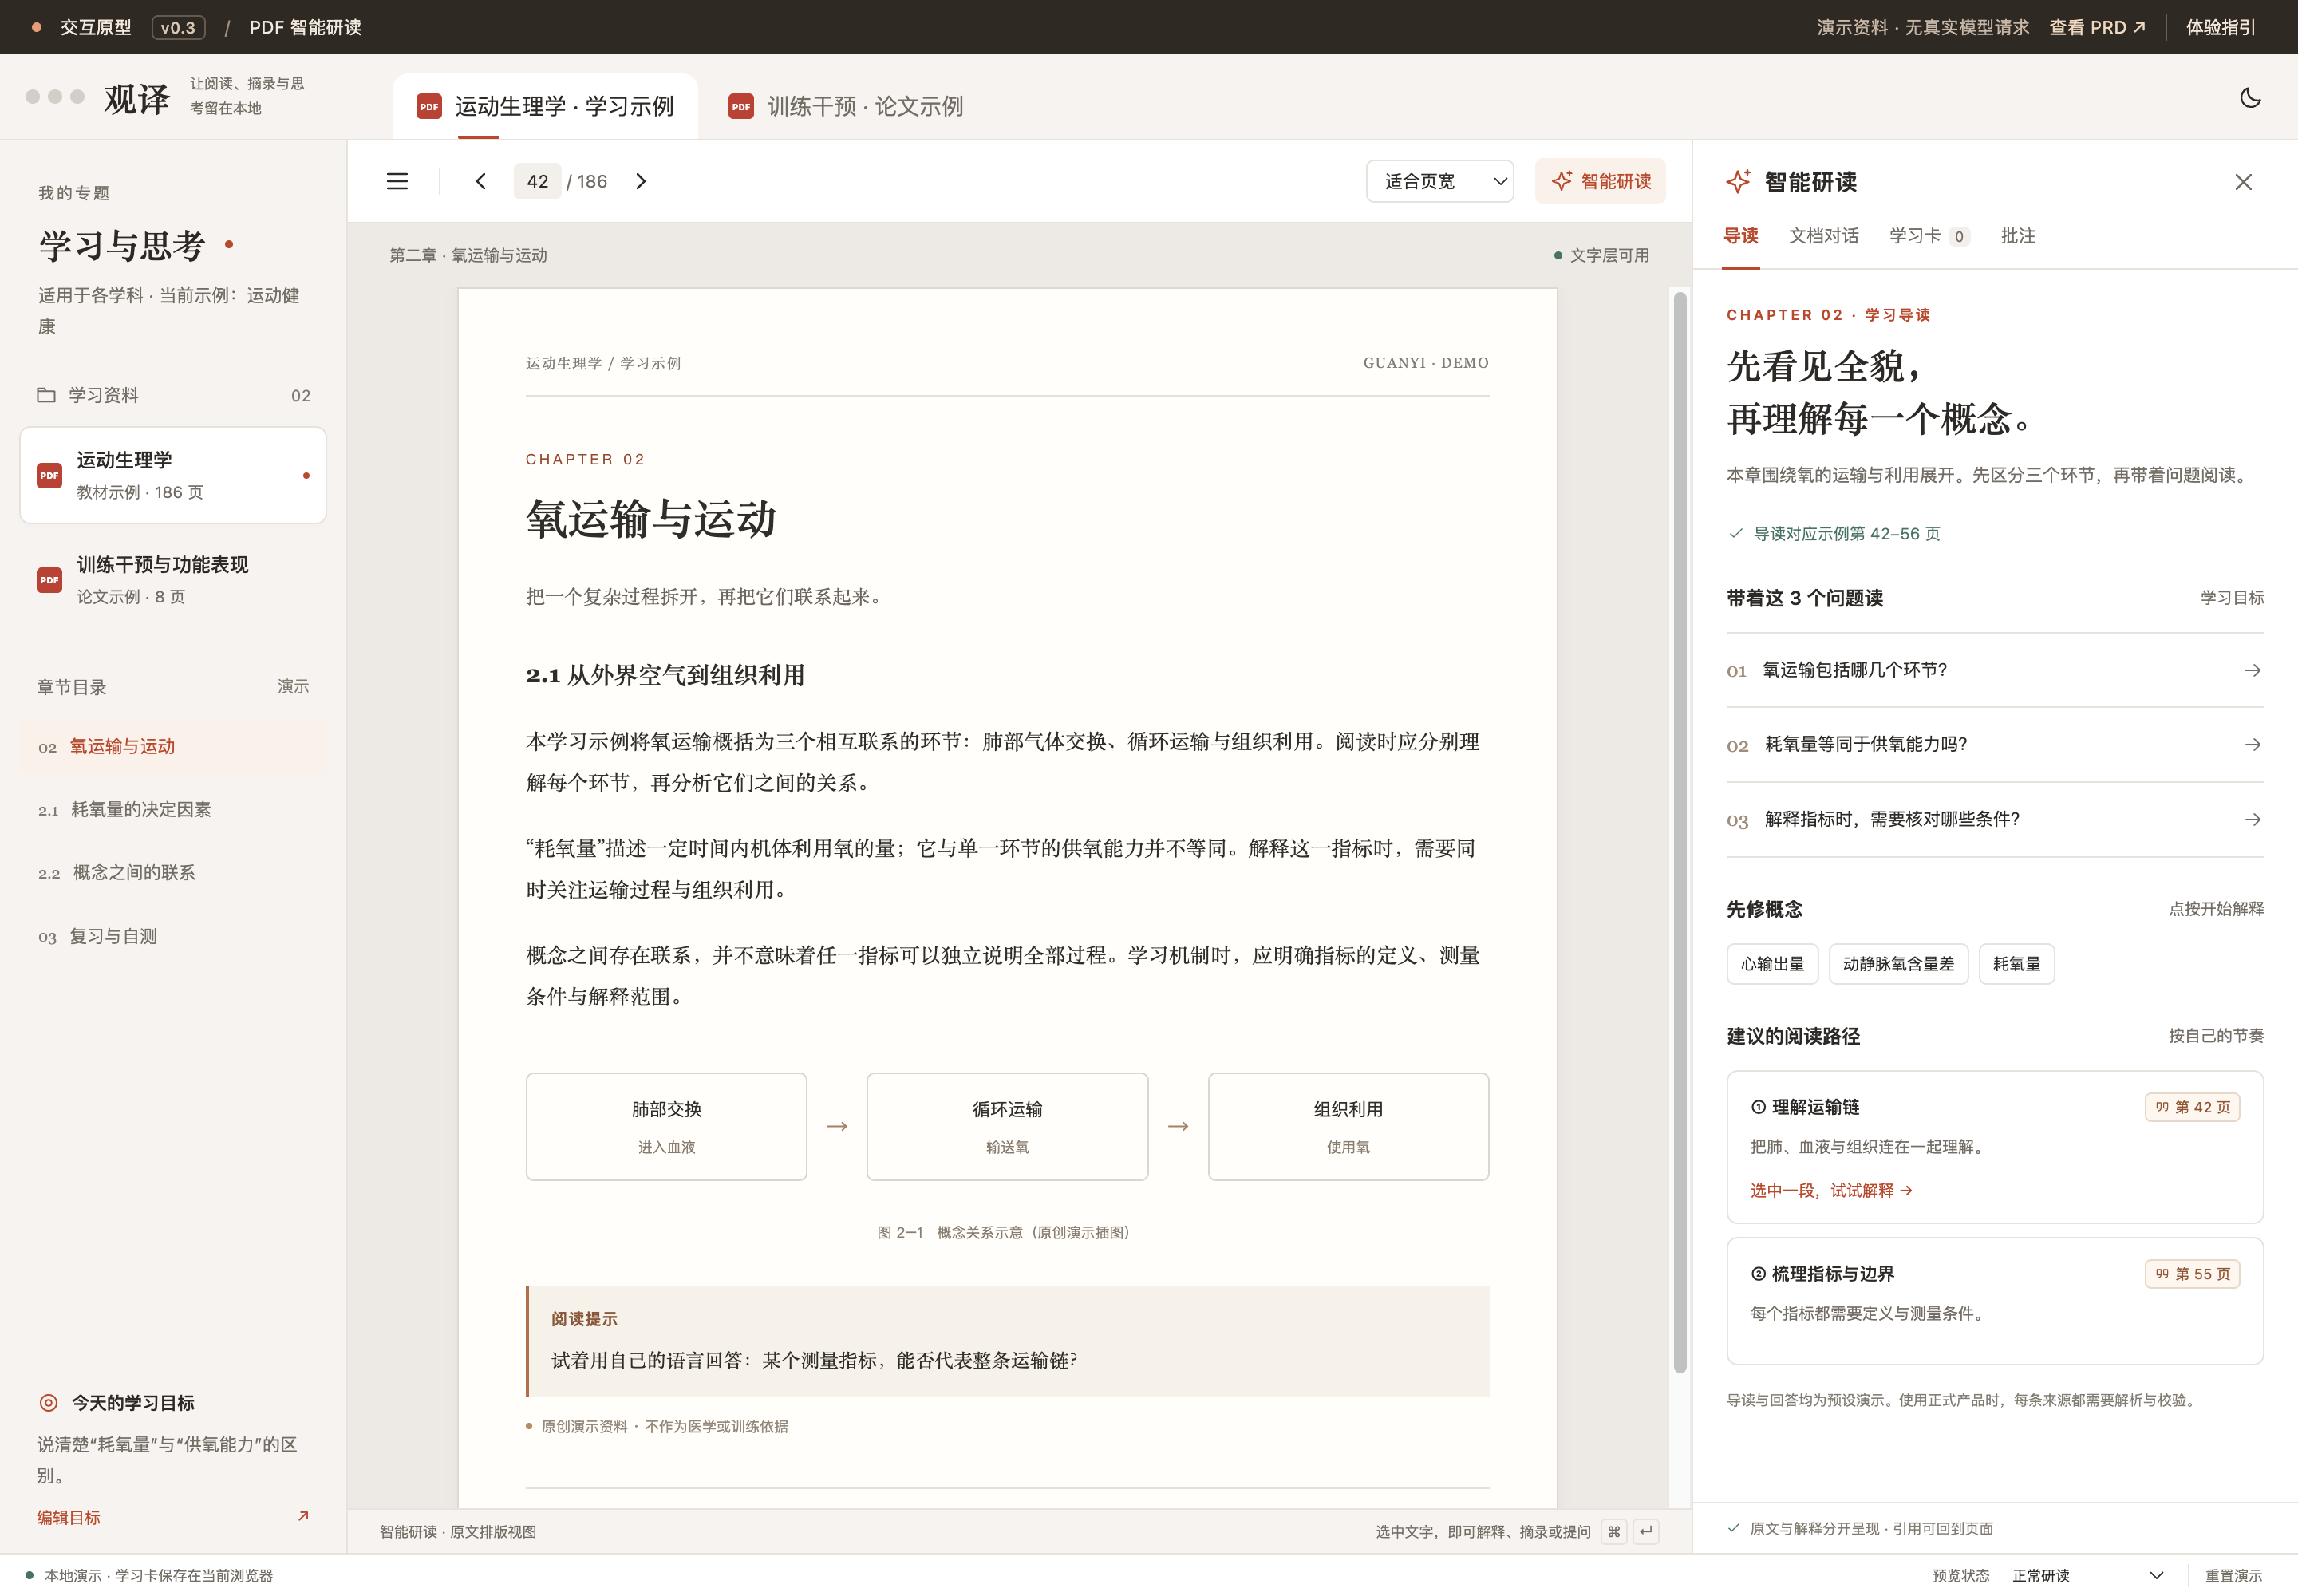 交互原型 v0.3 / PDF 智能研读
演示资料 · 无真实模型请求 查看 PRD ↗ 体验指引
观译
让阅读、摘录与思
考留在本地
PDF 运动生理学 · 学习示例
PDF 训练干预 · 论文示例
我的专题
学习与思考
适用于各学科 · 当前示例：运动健
康
学习资料 02
PDF
运动生理学
教材示例 · 186 页
PDF
训练干预与功能表现
论文示例 · 8 页
章节目录 演示
02 氧运输与运动
2.1 耗氧量的决定因素
2.2 概念之间的联系
03 复习与自测
今天的学习目标
说清楚“耗氧量”与“供氧能力”的区
别。
编辑目标 ↗
42 / 186
适合页宽
智能研读
第二章 · 氧运输与运动
文字层可用
运动生理学 / 学习示例
GUANYI · DEMO
CHAPTER 02
氧运输与运动
把一个复杂过程拆开，再把它们联系起来。
2.1 从外界空气到组织利用
本学习示例将氧运输概括为三个相互联系的环节：肺部气体交换、循环运输与组织利用。阅读时应分别理
解每个环节，再分析它们之间的关系。
“耗氧量”描述一定时间内机体利用氧的量；它与单一环节的供氧能力并不等同。解释这一指标时，需要同
时关注运输过程与组织利用。
概念之间存在联系，并不意味着任一指标可以独立说明全部过程。学习机制时，应明确指标的定义、测量
条件与解释范围。
肺部交换 → 循环运输 → 组织利用
进入血液 输送氧 使用氧
图 2—1 概念关系示意（原创演示插图）
阅读提示
试着用自己的语言回答：某个测量指标，能否代表整条运输链？
原创演示资料 · 不作为医学或训练依据
智能研读 · 原文排版视图
选中文字，即可解释、摘录或提问 ⌘ ↵
智能研读
导读 文档对话 学习卡 0 批注
CHAPTER 02 · 学习导读
先看见全貌，
再理解每一个概念。
本章围绕氧的运输与利用展开。先区分三个环节，再带着问题阅读。
导读对应示例第 42–56 页
带着这 3 个问题读 学习目标
01 氧运输包括哪几个环节？ →
02 耗氧量等同于供氧能力吗？ →
03 解释指标时，需要核对哪些条件？ →
先修概念 点按开始解释
心输出量 动静脉氧含量差 耗氧量
建议的阅读路径 按自己的节奏
① 理解运输链 第 42 页
把肺、血液与组织连在一起理解。
选中一段，试试解释 →
② 梳理指标与边界 第 55 页
每个指标都需要定义与测量条件。
导读与回答均为预设演示。使用正式产品时，每条来源都需要解析与校验。
原文与解释分开呈现 · 引用可回到页面
本地演示 · 学习卡保存在当前浏览器
预览状态 正常研读 重置演示